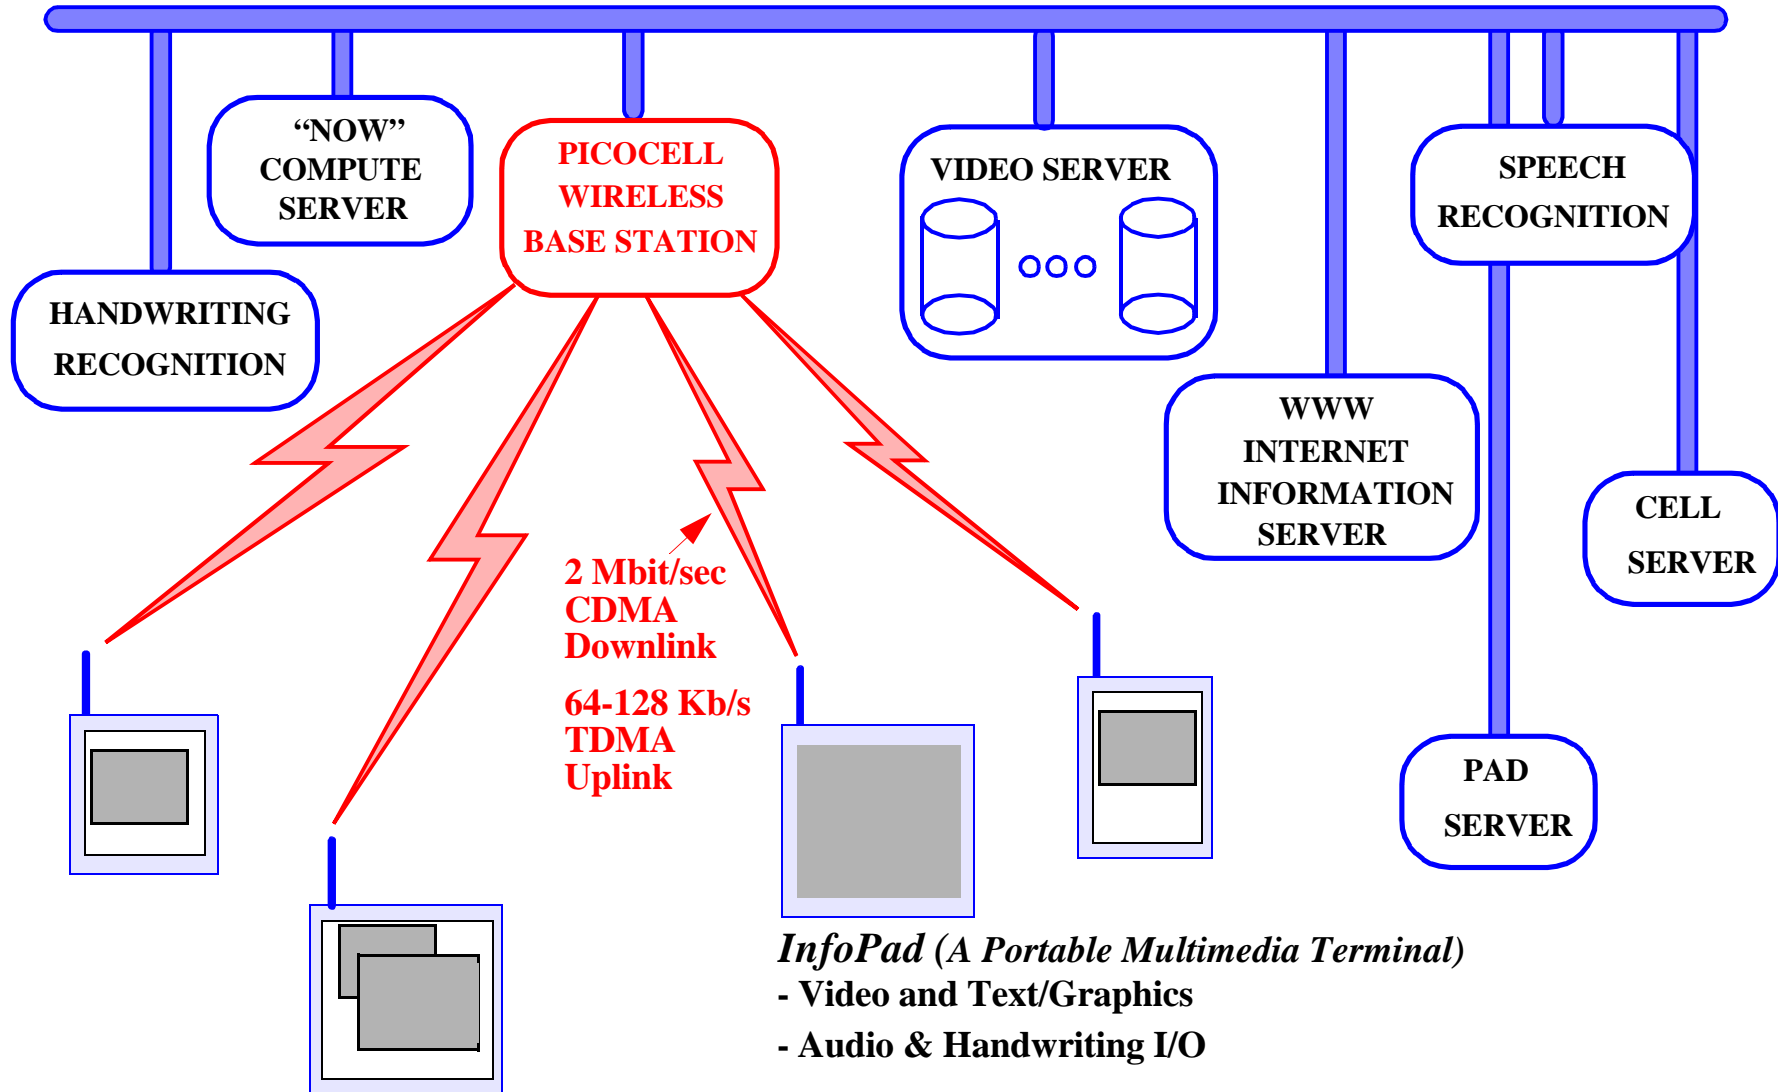 “NOW”
COMPUTE
SERVER
PICOCELL
WIRELESS
BASE STATION
VIDEO SERVER
SPEECH
RECOGNITION
HANDWRITING
RECOGNITION
WWW
INTERNET
INFORMATION
SERVER
CELL
SERVER
2 Mbit/sec
CDMA
Downlink
64-128 Kb/s
TDMA
Uplink
PAD
SERVER
InfoPad (A Portable Multimedia Terminal)
- Video and Text/Graphics
- Audio & Handwriting I/O